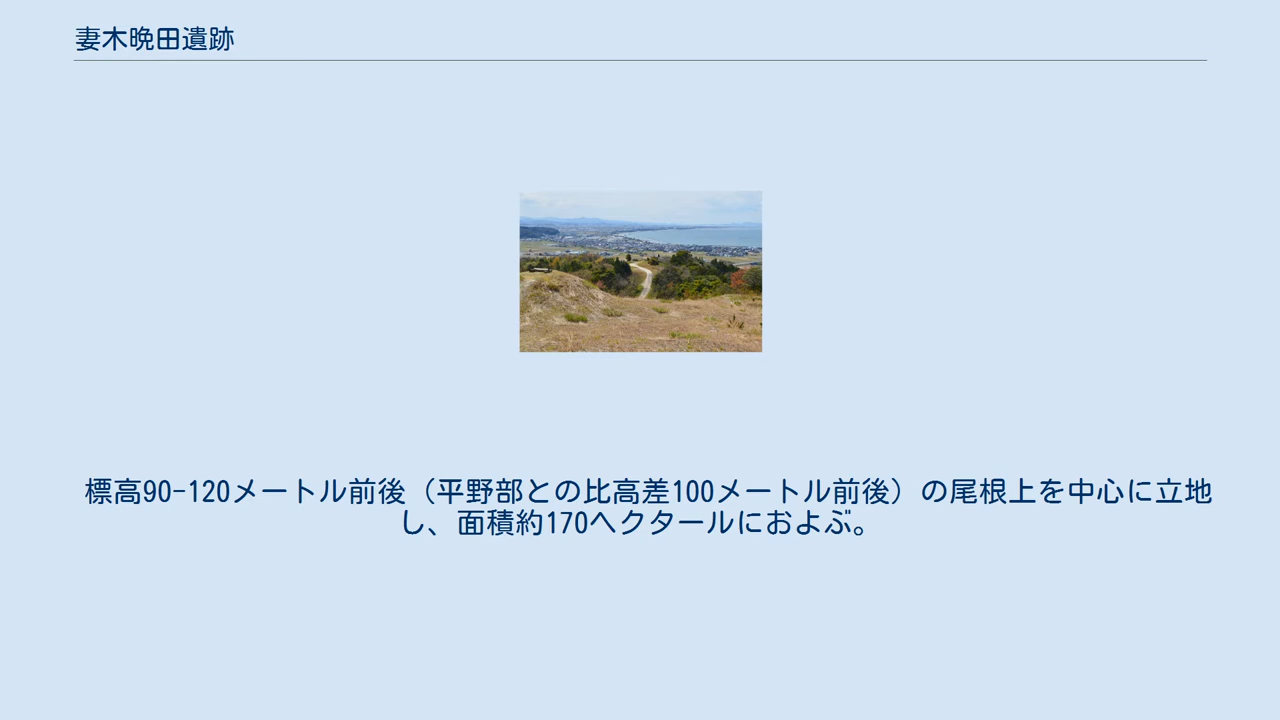 妻木晩田遺跡
標高90-120メートル前後（平野部との比高差100メートル前後）の尾根上を中心に立地
し、面積約170ヘクタールにおよぶ。